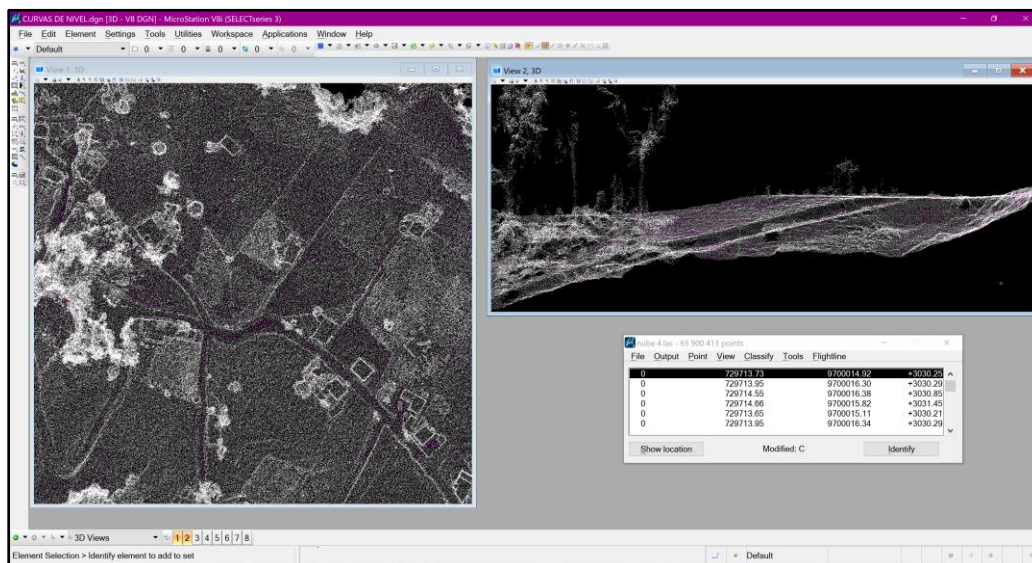 CURVAS DE NIVEL.dgn [3D - V8 DGN] - MicroStation V8i (SELECTseries 3)
File Edit Element Settings Tools Utilities Workspace Applications Window Help
Default 0 0 0 0 0
View 1, 3D
View 2, 3D
nube 4.las - 65 900 413 points
File Output Point View Classify Tools Flightline
0 729713.73 9700014.92 +3030.25
0 729713.95 9700016.30 +3030.29
0 729714.55 9700016.38 +3030.85
0 729714.66 9700015.82 +3031.45
0 729713.65 9700015.11 +3030.21
0 729713.95 9700016.34 +3030.29
Show location Modified: C Identify
3D Views 1 2 3 4 5 6 7 8
Element Selection > Identify element to add to set Default